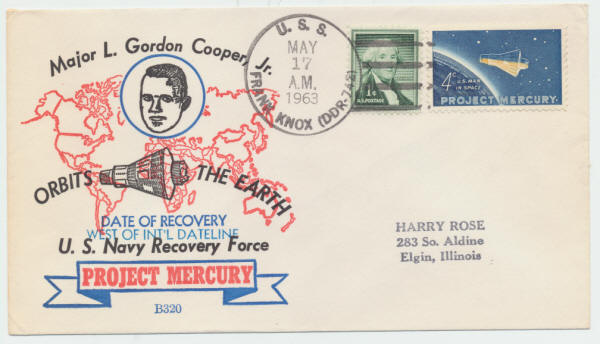 Major L. Gordon Cooper, Jr.
ORBITS THE EARTH
DATE OF RECOVERY
WEST OF INT'L DATELINE
U. S. Navy Recovery Force
PROJECT MERCURY
B320
U. S. S.
MAY
17
A.M.
1963
FRANK KNOX (DDR-742)
1¢
U.S. POSTAGE
4¢
U.S. MAN
IN SPACE
PROJECT MERCURY
HARRY ROSE
283 So. Aldine
Elgin, Illinois